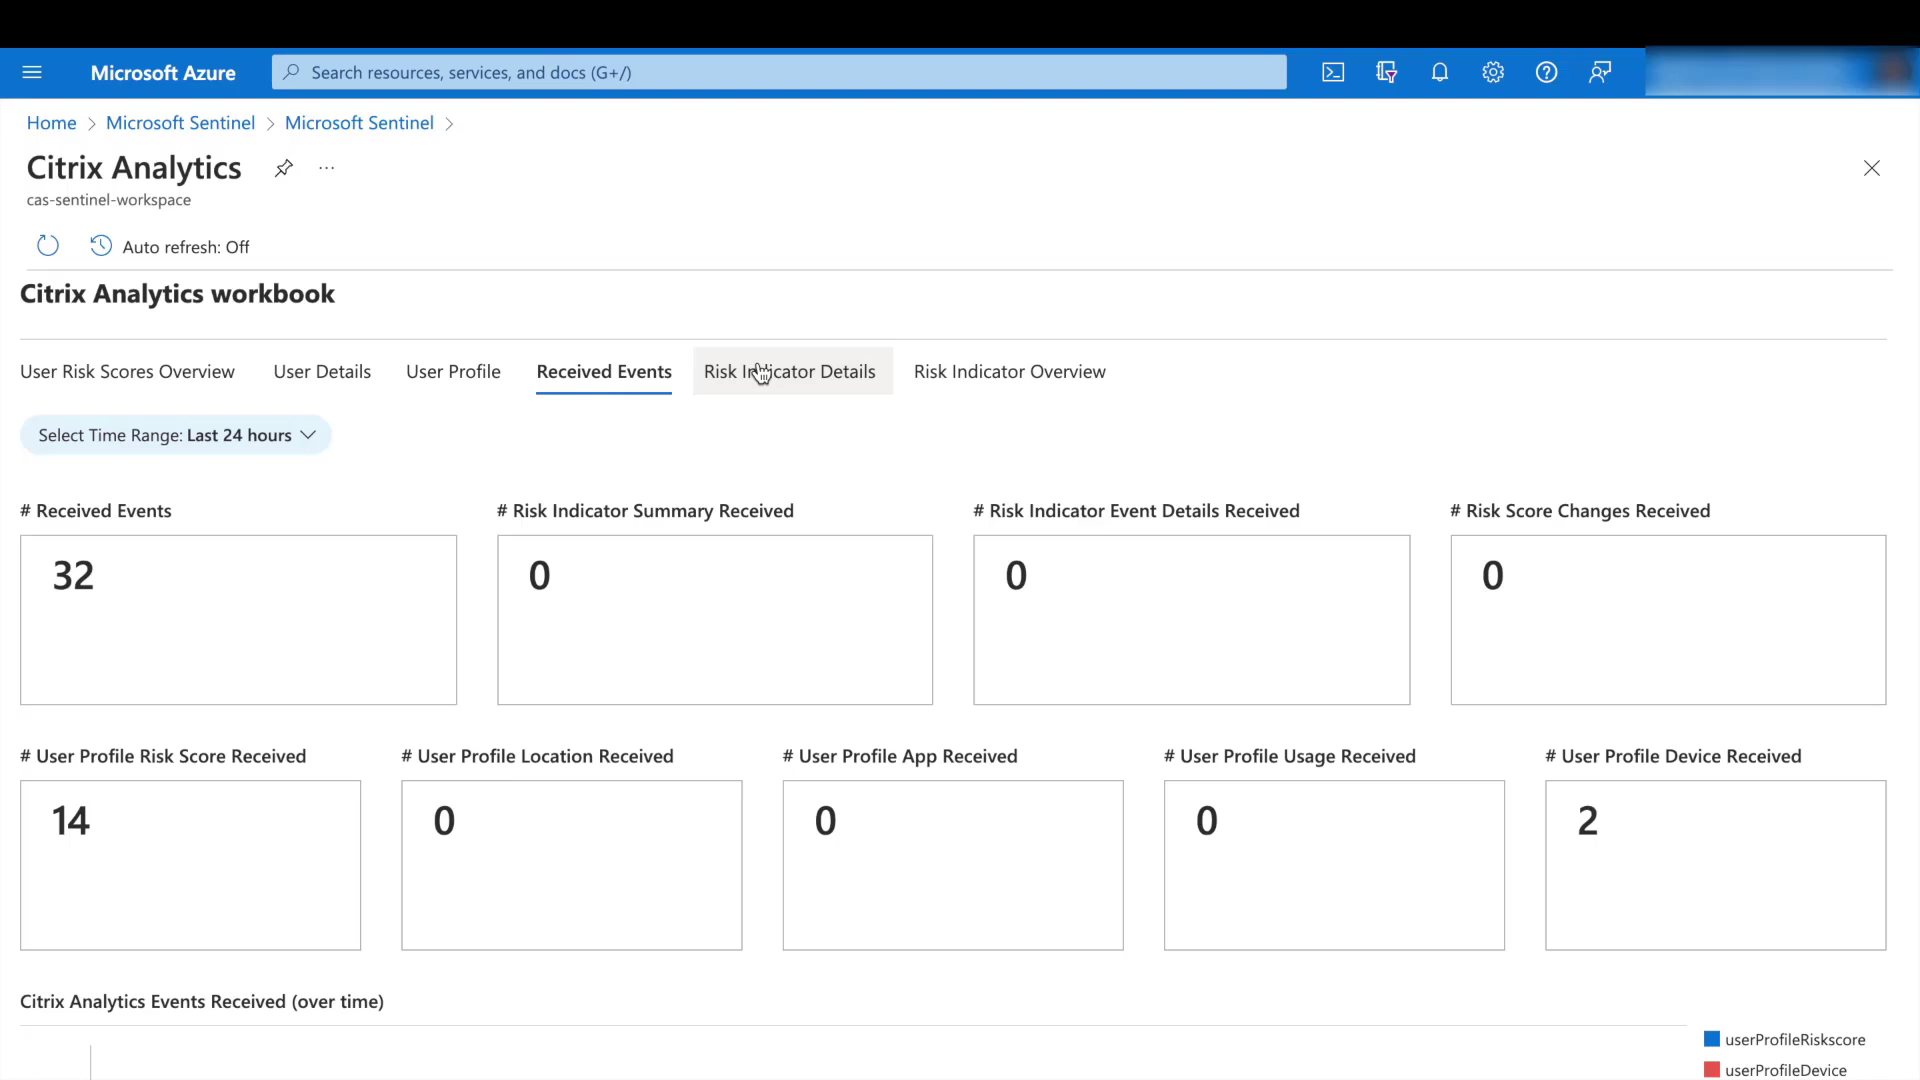 Microsoft Azure
Search resources, services, and docs (G+/)
Home > Microsoft Sentinel > Microsoft Sentinel >
Citrix Analytics ...
cas-sentinel-workspace
Auto refresh: Off
Citrix Analytics workbook
User Risk Scores Overview User Details User Profile Received Events Risk Indicator Details Risk Indicator Overview
Select Time Range: Last 24 hours
# Received Events # Risk Indicator Summary Received # Risk Indicator Event Details Received # Risk Score Changes Received
32 0 0 0
# User Profile Risk Score Received # User Profile Location Received # User Profile App Received # User Profile Usage Received # User Profile Device Received
14 0 0 0 2
Citrix Analytics Events Received (over time)
userProfileRiskscore
userProfileDevice